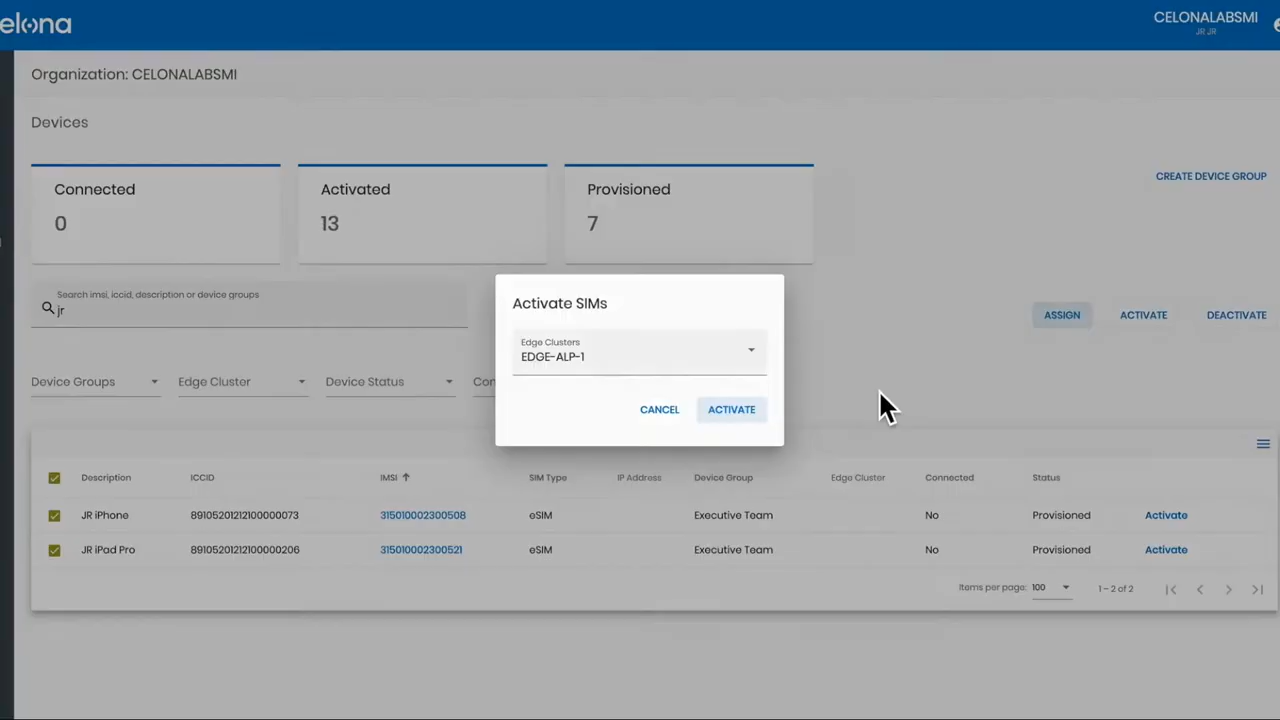 elona
CELONALABSMI
JR JR
Organization: CELONALABSMI
Devices
Connected
0
Activated
13
Provisioned
7
CREATE DEVICE GROUP
Search imsi, iccid, description or device groups
jr
ASSIGN ACTIVATE DEACTIVATE
Activate SIMs
Edge Clusters
EDGE-ALP-1
CANCEL ACTIVATE
Device Groups Edge Cluster Device Status Con
Description ICCID IMSI SIM Type IP Address Device Group Edge Cluster Connected Status
JR iPhone 89105201212100000073 315010002300508 eSIM Executive Team No Provisioned Activate
JR iPad Pro 89105201212100000206 315010002300521 eSIM Executive Team No Provisioned Activate
Items per page: 100 1 – 2 of 2